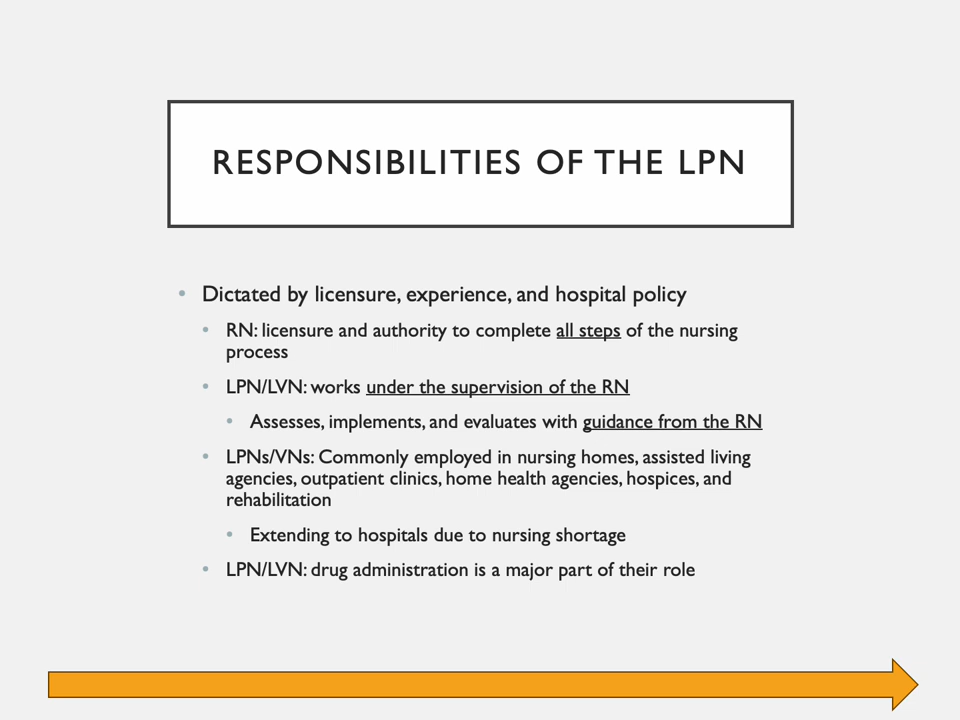 RESPONSIBILITIES OF THE LPN
• Dictated by licensure, experience, and hospital policy
• RN: licensure and authority to complete all steps of the nursing
process
• LPN/LVN: works under the supervision of the RN
• Assesses, implements, and evaluates with guidance from the RN
• LPNs/VNs: Commonly employed in nursing homes, assisted living
agencies, outpatient clinics, home health agencies, hospices, and
rehabilitation
• Extending to hospitals due to nursing shortage
• LPN/LVN: drug administration is a major part of their role